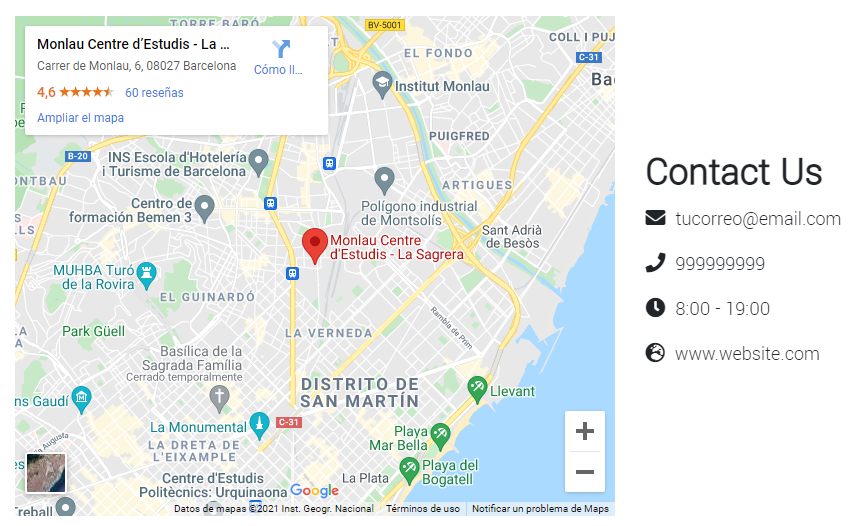 TORRE BARÓ
BV-5001
COLL I PUJ
Monlau Centre d'Estudis - La ...
Carrer de Monlau, 6, 08027 Barcelona
Cómo ll...
4,6
60 reseñas
Ampliar el mapa
EL FONDO
C-31
Institut Monlau
Ba
PUIGFRED
B-20
INS Escola d'Hoteleria
i Turisme de Barcelona
NTBAU
ARTIGUES
Centro de
formación Bemen 3
Polígono industrial
de Montsolís
Sant Adrià
de Besòs
Monlau Centre
d'Estudis - La Sagrera
MUHBA Turó
de la Rovira
EL GUINARDÓ
Rambla de Prim
Park Güell
LA VERNEDA
Basílica de la
Sagrada Família
Cerrado temporalmente
DISTRITO DE
SAN MARTÍN
Llevant
ns Gaudí
La Monumental
C-31
Playa
Mar Bella
LA DRETA DE
L'EIXAMPLE
Augusta
Playa del
Bogatell
Centre d'Estudis
Politècnics: Urquinaona
La Plata
Google
Treball
Datos de mapas ©2021 Inst. Geogr. Nacional
Términos de uso
Notificar un problema de Maps
Contact Us
tucorreo@email.com
999999999
8:00 - 19:00
www.website.com